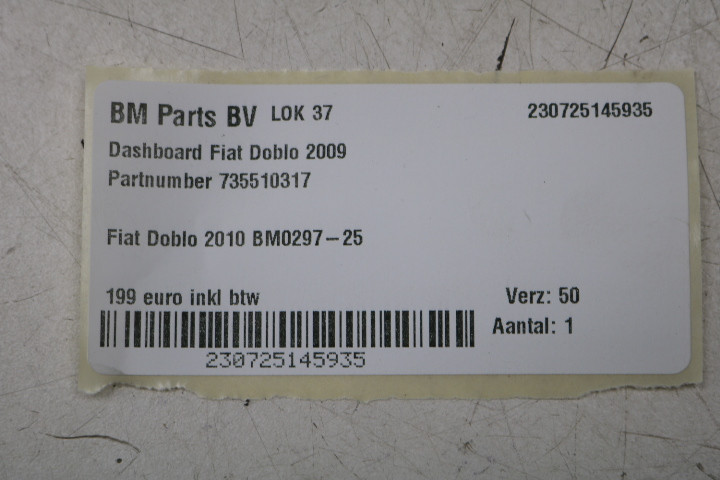 BM Parts BV LOK 37 230725145935
Dashboard Fiat Doblo 2009
Partnumber 735510317
Fiat Doblo 2010 BM0297-25
199 euro inkl btw Verz: 50
Aantal: 1
230725145935